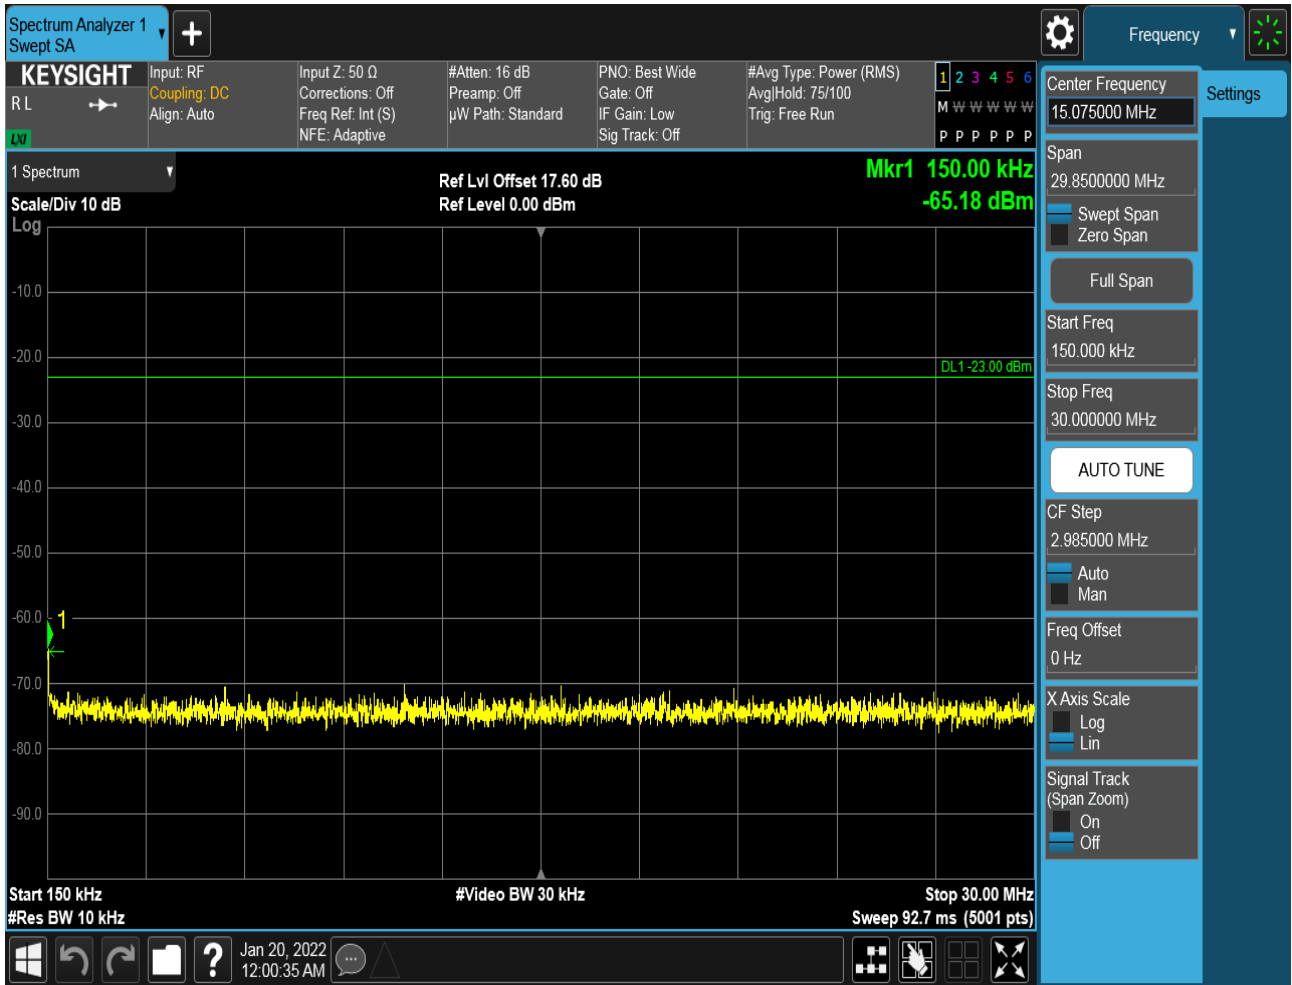 Spectrum Analyzer 1
Swept SA
Frequency
KEYSIGHT
R L
LXI
Input: RF
Coupling: DC
Align: Auto
Input Z: 50 Ω
Corrections: Off
Freq Ref: Int (S)
NFE: Adaptive
#Atten: 16 dB
Preamp: Off
µW Path: Standard
PNO: Best Wide
Gate: Off
IF Gain: Low
Sig Track: Off
#Avg Type: Power (RMS)
Avg|Hold: 75/100
Trig: Free Run
1 2 3 4 5 6
M W W W W W
P P P P P P
1 Spectrum
Scale/Div 10 dB
Log
Ref Lvl Offset 17.60 dB
Ref Level 0.00 dBm
Mkr1 150.00 kHz
-65.18 dBm
-10.0
-20.0
DL1 -23.00 dBm
-30.0
-40.0
-50.0
-60.0
1
-70.0
-80.0
-90.0
Start 150 kHz
#Res BW 10 kHz
#Video BW 30 kHz
Stop 30.00 MHz
Sweep 92.7 ms (5001 pts)
Center Frequency
15.075000 MHz
Settings
Span
29.8500000 MHz
Swept Span
Zero Span
Full Span
Start Freq
150.000 kHz
Stop Freq
30.000000 MHz
AUTO TUNE
CF Step
2.985000 MHz
Auto
Man
Freq Offset
0 Hz
X Axis Scale
Log
Lin
Signal Track
(Span Zoom)
On
Off
?
Jan 20, 2022
12:00:35 AM